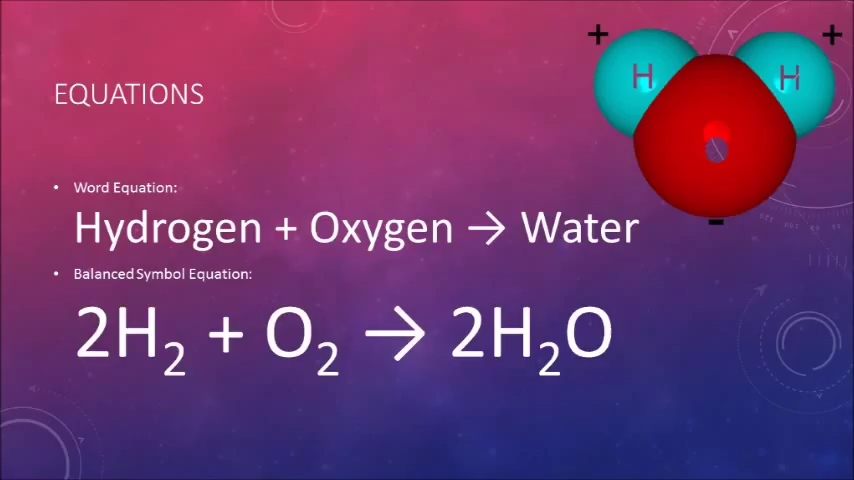 EQUATIONS
• Word Equation:
Hydrogen + Oxygen → Water
• Balanced Symbol Equation:
2H₂ + O₂ → 2H₂O
+ +
H H
-